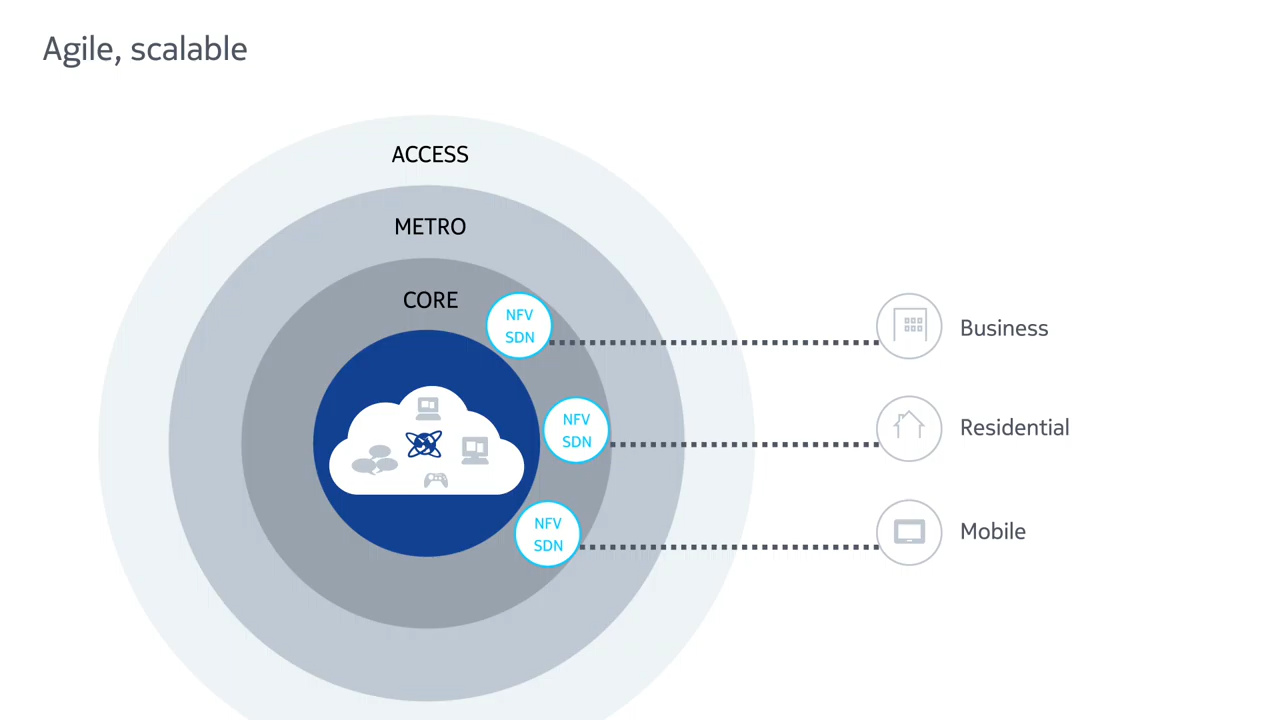 Agile, scalable
ACCESS
METRO
CORE
NFV
SDN
Business
NFV
SDN
Residential
NFV
SDN
Mobile